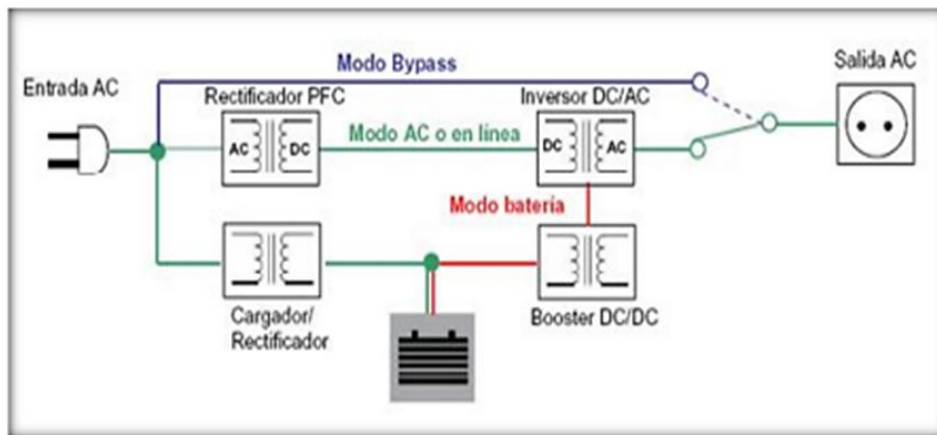 Modo Bypass
Salida AC
Entrada AC
Rectificador PFC
Inversor DC/AC
AC
DC
Modo AC o en línea
DC
AC
Modo batería
Cargador/
Rectificador
Booster DC/DC